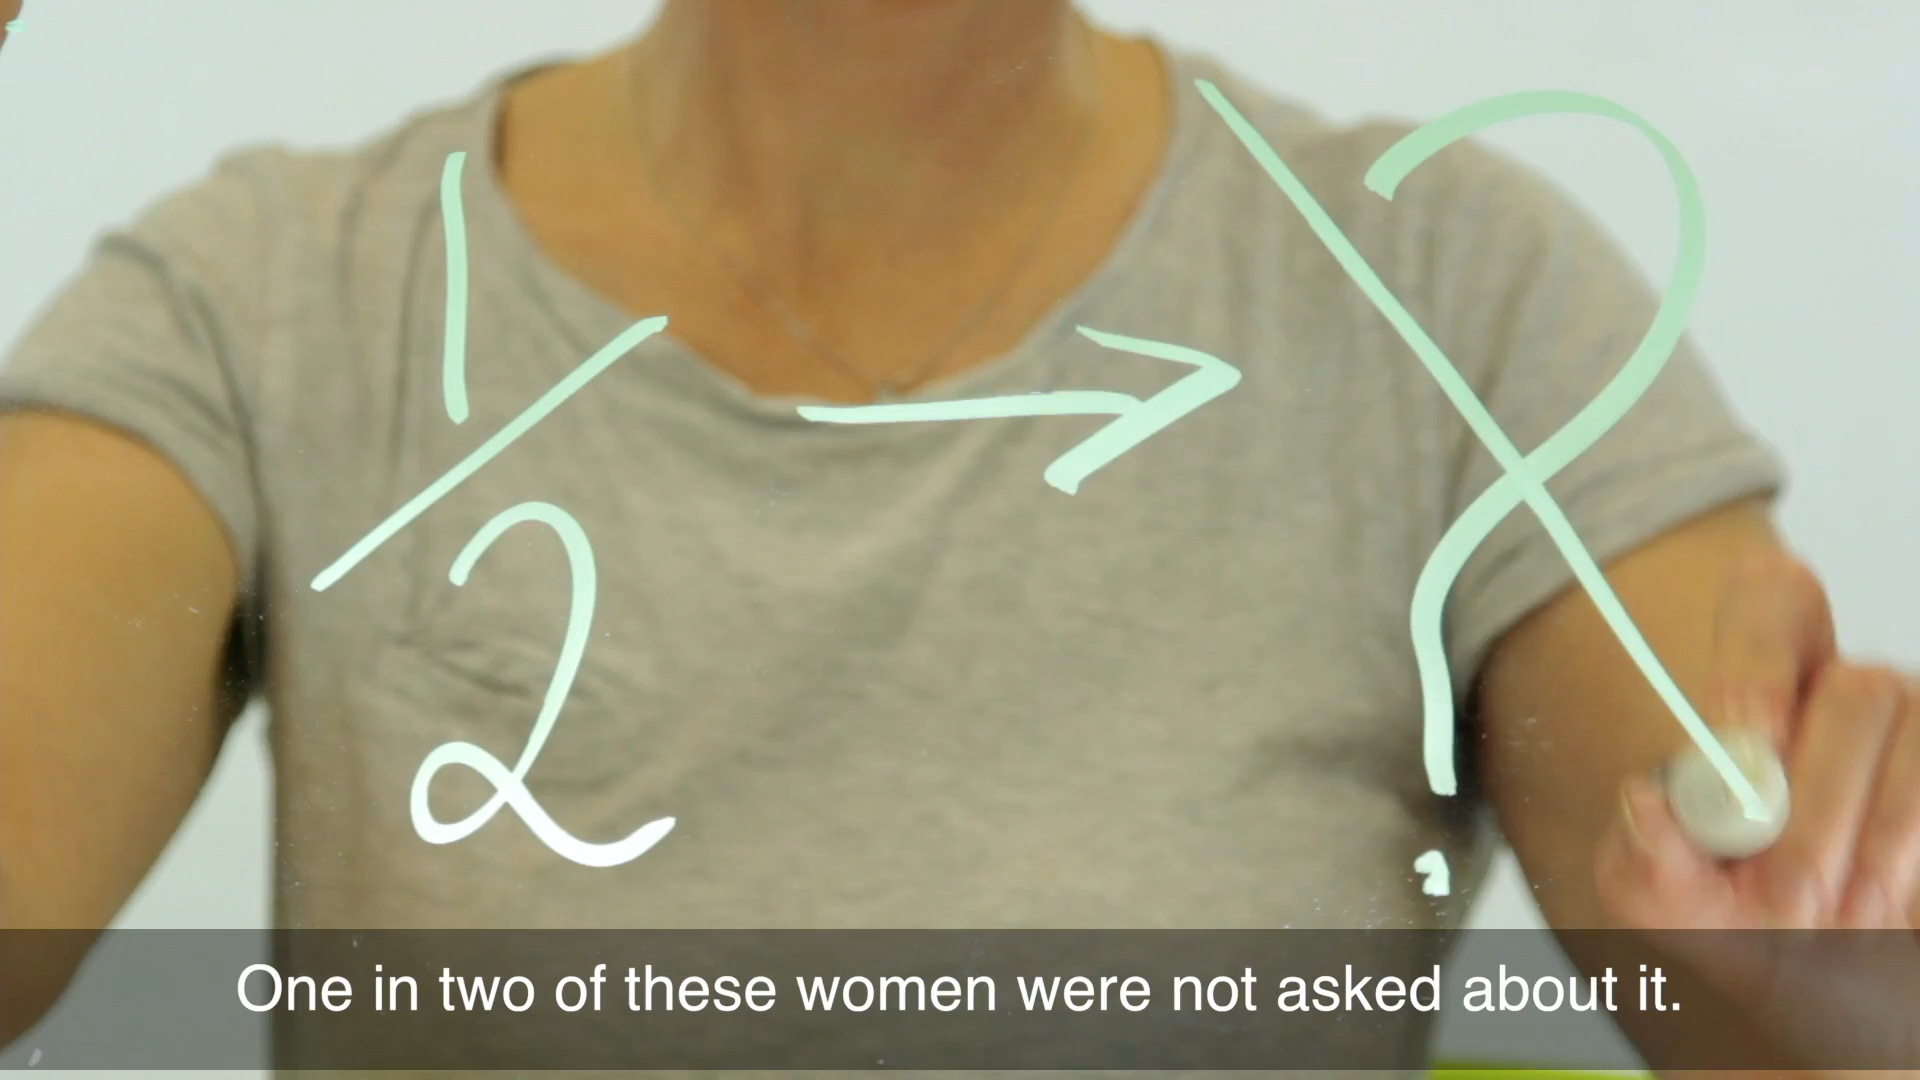 1/2 → ?
One in two of these women were not asked about it.